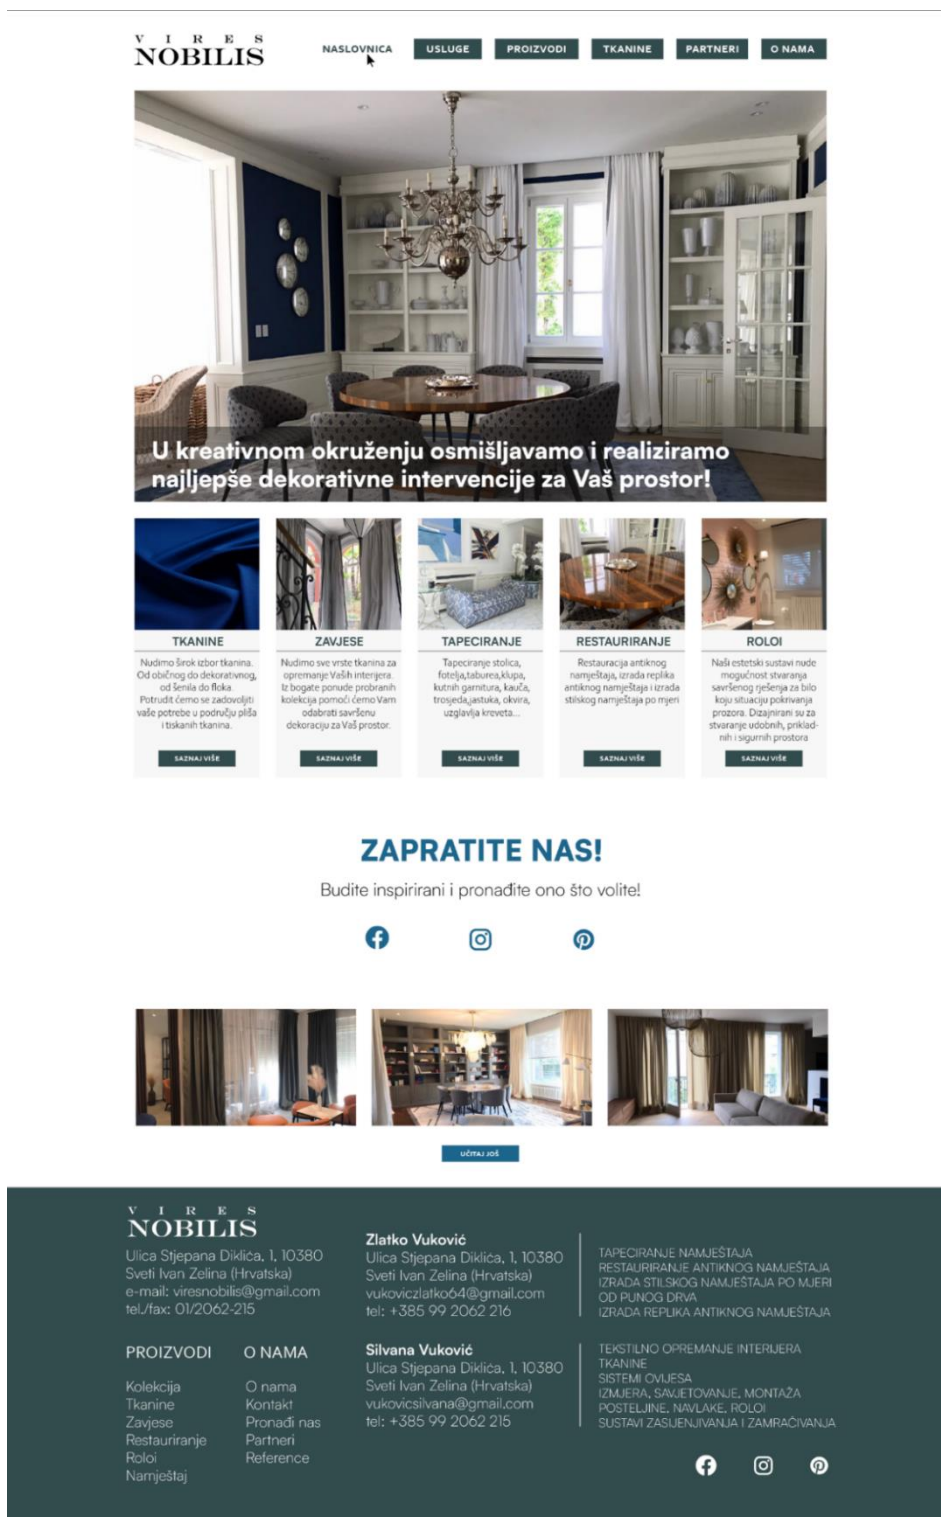 VIRES
NOBILIS
NASLOVNICA USLUGE PROIZVODI TKANINE PARTNERI O NAMA
U kreativnom okruženju osmišljavamo i realiziramo
najljepše dekorativne intervencije za Vaš prostor!
TKANINE
Nudimo širok izbor tkanina.
Od običnog do dekorativnog,
od šenila do floka.
Potrudit ćemo se zadovoljiti
vaše potrebe u području pliša
i tiskanih tkanina.
SAZNAJ VIŠE
ZAVJESE
Nudimo sve vrste tkanina za
opremanje Vaših interijera.
Iz bogate ponude probranih
kolekcija pomoći ćemo Vam
odabrati savršenu
dekoraciju za Vaš prostor.
SAZNAJ VIŠE
TAPECIRANJE
Tapeciranje stolica,
fotelja,taburea,klupa,
kutnih garnitura, kauča,
trosjeda,jastuka, okvira,
uzglavlja kreveta...
SAZNAJ VIŠE
RESTAURIRANJE
Restauracija antiknog
namještaja, izrada replika
antiknog namještaja i izrada
stilskog namještaja po mjeri
SAZNAJ VIŠE
ROLOI
Naši estetski sustavi nude
mogućnost stvaranja
savršenog rješenja za bilo
koju situaciju pokrivanja
prozora. Dizajnirani su za
stvaranje udobnih, priklad-
nih i sigurnih prostora
SAZNAJ VIŠE
ZAPRATITE NAS!
Budite inspirirani i pronađite ono što volite!
UČITAJ JOŠ
VIRES
NOBILIS
Ulica Stjepana Diklića, 1, 10380
Sveti Ivan Zelina (Hrvatska)
e-mail: viresnobilis@gmail.com
tel./fax: 01/2062-215
PROIZVODI
Kolekcija
Tkanine
Zavjese
Restauriranje
Roloi
Namještaj
O NAMA
O nama
Kontakt
Pronađi nas
Partneri
Reference
Zlatko Vuković
Ulica Stjepana Diklića, 1, 10380
Sveti Ivan Zelina (Hrvatska)
vukoviczlatko64@gmail.com
tel: +385 99 2062 216
Silvana Vuković
Ulica Stjepana Diklića, 1, 10380
Sveti Ivan Zelina (Hrvatska)
vukovicsilvana@gmail.com
tel: +385 99 2062 215
TAPECIRANJE NAMJEŠTAJA
RESTAURIRANJE ANTIKNOG NAMJEŠTAJA
IZRADA STILSKOG NAMJEŠTAJA PO MJERI
OD PUNOG DRVA
IZRADA REPLIKA ANTIKNOG NAMJEŠTAJA
TEKSTILNO OPREMANJE INTERIJERA
TKANINE
SISTEMI OVIJESA
IZMJERA, SAVJETOVANJE, MONTAŽA
POSTELJINE, NAVLAKE, ROLOI
SUSTAVI ZASIJENJIVANJA I ZAMRAČIVANJA